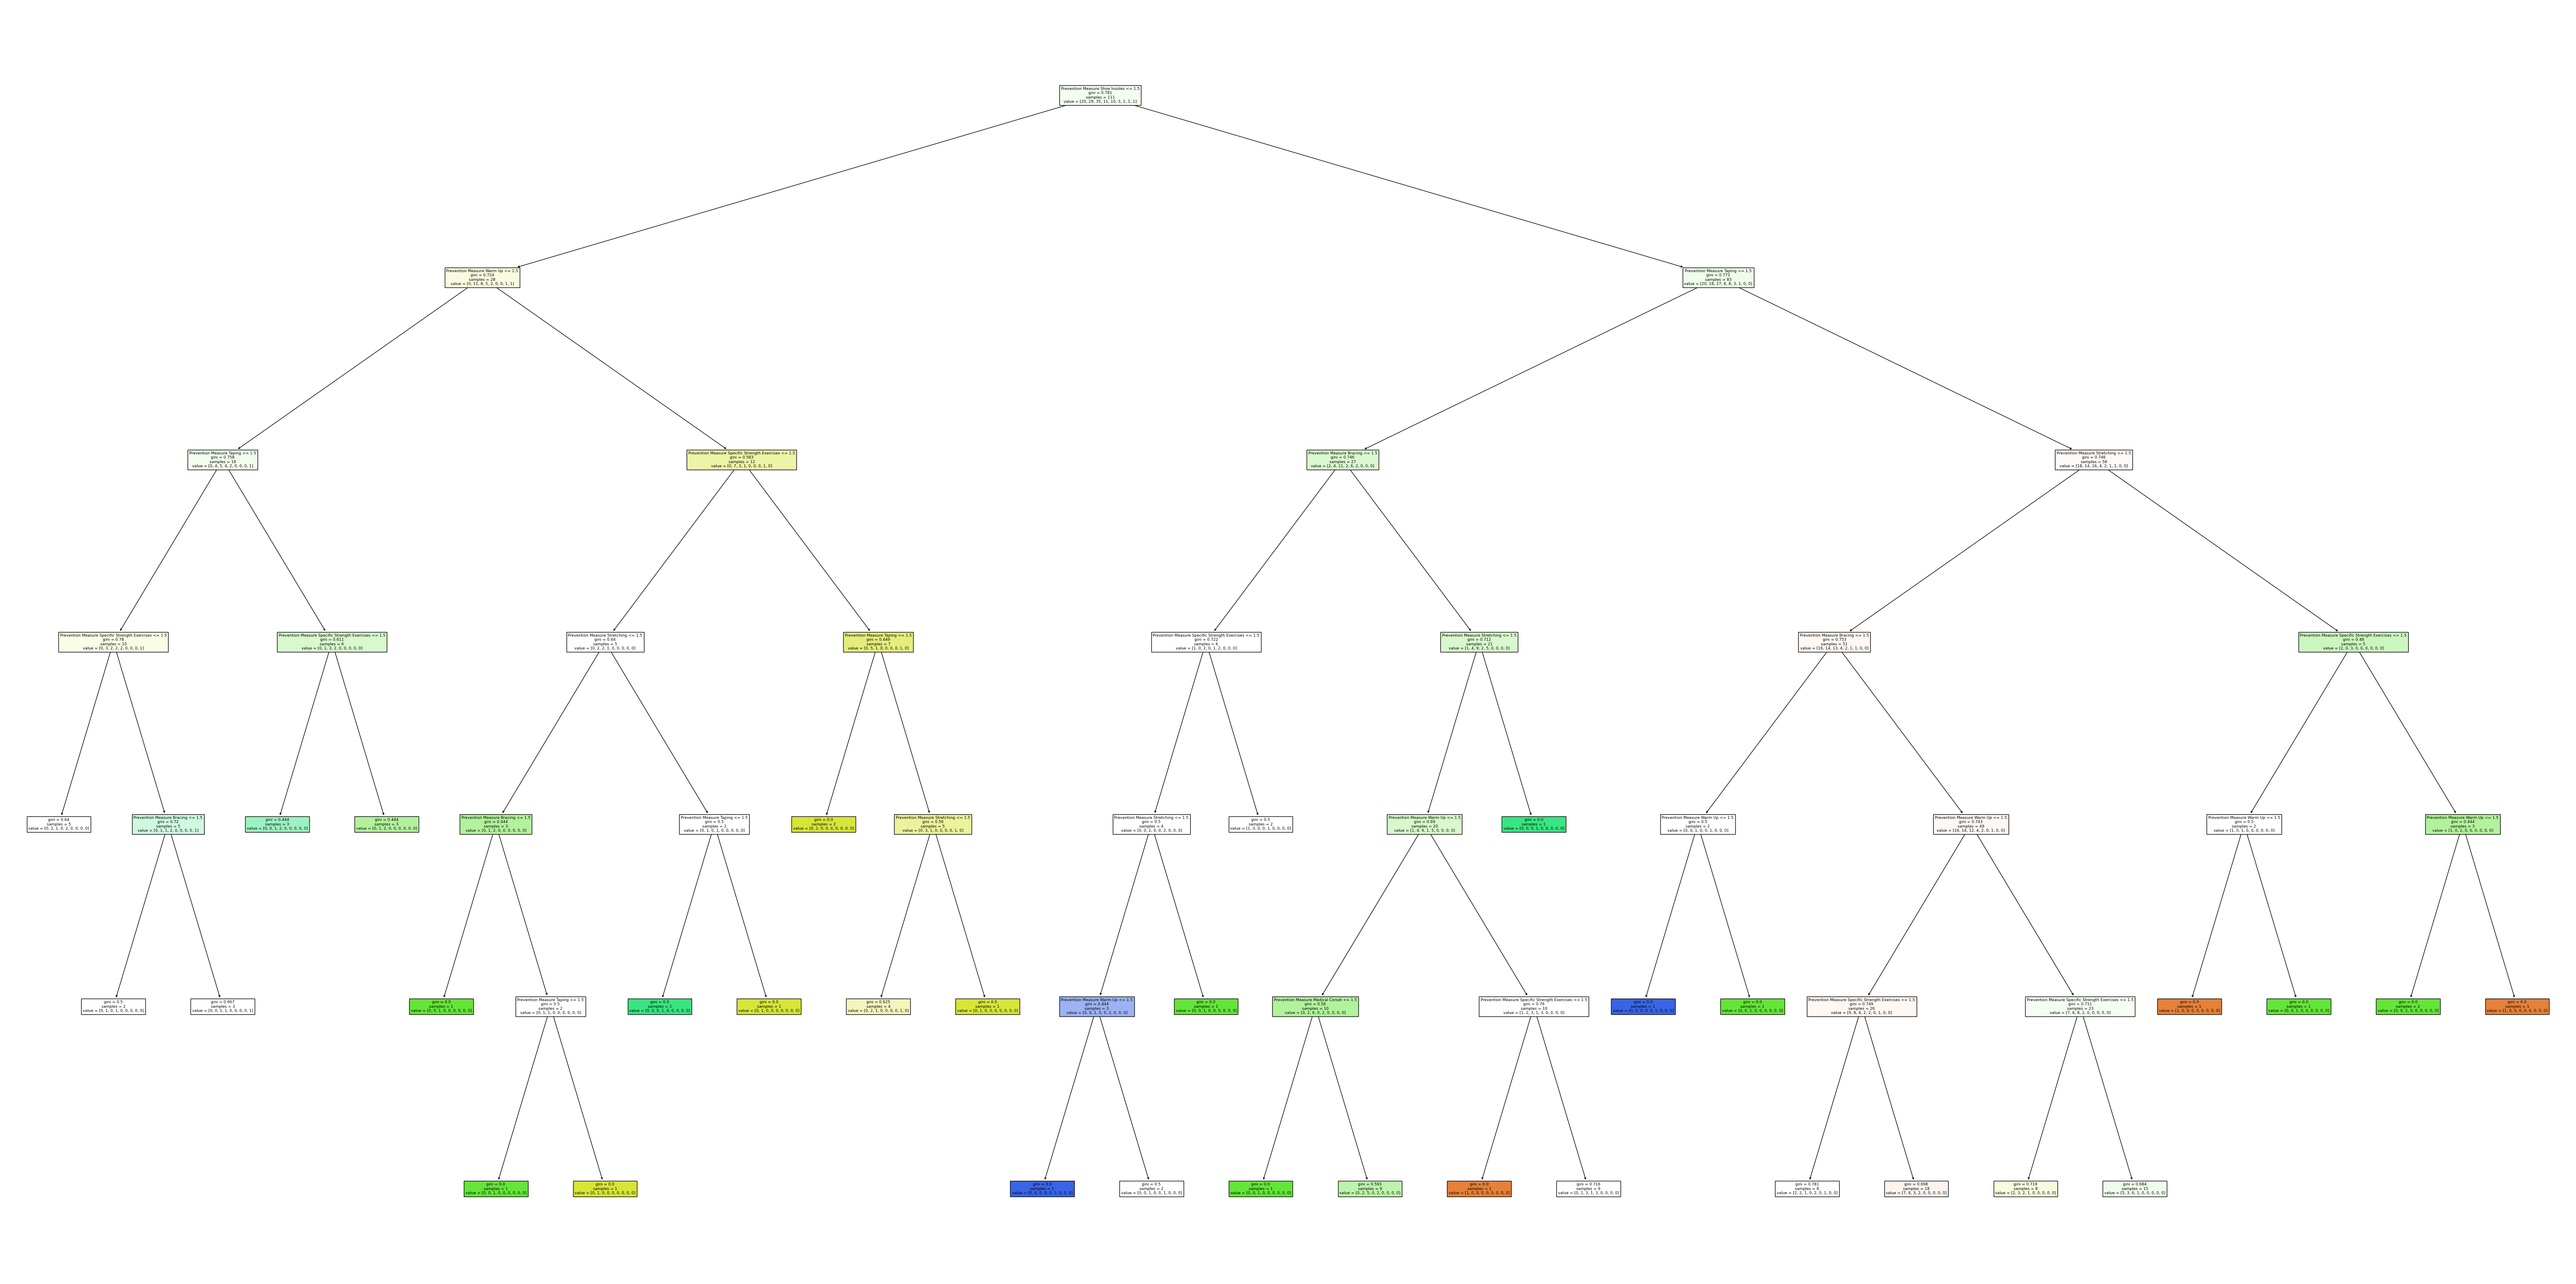 Prevention Measure Shoe Insoles <= 1.5
gini = 0.781
samples = 111
value = [20, 29, 35, 11, 10, 3, 1, 1, 1]
Prevention Measure Warm Up <= 1.5
gini = 0.724
samples = 28
value = [0, 11, 8, 5, 2, 0, 0, 1, 1]
Prevention Measure Taping <= 1.5
gini = 0.773
samples = 83
value = [20, 18, 27, 6, 8, 3, 1, 0, 0]
Prevention Measure Taping <= 1.5
gini = 0.758
samples = 16
value = [0, 4, 5, 4, 2, 0, 0, 0, 1]
Prevention Measure Specific Strength Exercises <= 1.5
gini = 0.583
samples = 12
value = [0, 7, 3, 1, 0, 0, 0, 1, 0]
Prevention Measure Bracing <= 1.5
gini = 0.746
samples = 27
value = [2, 4, 11, 2, 6, 2, 0, 0, 0]
Prevention Measure Stretching <= 1.5
gini = 0.746
samples = 56
value = [18, 14, 16, 4, 2, 1, 1, 0, 0]
Prevention Measure Specific Strength Exercises <= 1.5
gini = 0.78
samples = 10
value = [0, 3, 2, 2, 2, 0, 0, 0, 1]
Prevention Measure Specific Strength Exercises <= 1.5
gini = 0.611
samples = 6
value = [0, 1, 3, 2, 0, 0, 0, 0, 0]
Prevention Measure Stretching <= 1.5
gini = 0.64
samples = 5
value = [0, 2, 2, 1, 0, 0, 0, 0, 0]
Prevention Measure Taping <= 1.5
gini = 0.449
samples = 7
value = [0, 5, 1, 0, 0, 0, 0, 1, 0]
Prevention Measure Specific Strength Exercises <= 1.5
gini = 0.722
samples = 6
value = [1, 0, 2, 0, 1, 2, 0, 0, 0]
Prevention Measure Stretching <= 1.5
gini = 0.712
samples = 21
value = [1, 4, 9, 2, 5, 0, 0, 0, 0]
Prevention Measure Bracing <= 1.5
gini = 0.753
samples = 51
value = [16, 14, 13, 4, 2, 1, 1, 0, 0]
Prevention Measure Specific Strength Exercises <= 1.5
gini = 0.48
samples = 5
value = [2, 0, 3, 0, 0, 0, 0, 0, 0]
gini = 0.64
samples = 5
value = [0, 2, 1, 0, 2, 0, 0, 0, 0]
Prevention Measure Bracing <= 1.5
gini = 0.72
samples = 5
value = [0, 1, 1, 2, 0, 0, 0, 0, 1]
gini = 0.444
samples = 3
value = [0, 0, 1, 2, 0, 0, 0, 0, 0]
gini = 0.444
samples = 3
value = [0, 1, 2, 0, 0, 0, 0, 0, 0]
Prevention Measure Bracing <= 1.5
gini = 0.444
samples = 3
value = [0, 1, 2, 0, 0, 0, 0, 0, 0]
Prevention Measure Taping <= 1.5
gini = 0.5
samples = 2
value = [0, 1, 0, 1, 0, 0, 0, 0, 0]
gini = 0.0
samples = 2
value = [0, 2, 0, 0, 0, 0, 0, 0, 0]
Prevention Measure Stretching <= 1.5
gini = 0.56
samples = 5
value = [0, 3, 1, 0, 0, 0, 0, 1, 0]
Prevention Measure Stretching <= 1.5
gini = 0.5
samples = 4
value = [0, 0, 2, 0, 0, 2, 0, 0, 0]
gini = 0.5
samples = 2
value = [1, 0, 0, 0, 1, 0, 0, 0, 0]
Prevention Measure Warm Up <= 1.5
gini = 0.69
samples = 20
value = [1, 4, 9, 1, 5, 0, 0, 0, 0]
gini = 0.0
samples = 1
value = [0, 0, 0, 1, 0, 0, 0, 0, 0]
Prevention Measure Warm Up <= 1.5
gini = 0.5
samples = 2
value = [0, 0, 1, 0, 0, 1, 0, 0, 0]
Prevention Measure Warm Up <= 1.5
gini = 0.743
samples = 49
value = [16, 14, 12, 4, 2, 0, 1, 0, 0]
Prevention Measure Warm Up <= 1.5
gini = 0.5
samples = 2
value = [1, 0, 1, 0, 0, 0, 0, 0, 0]
Prevention Measure Warm Up <= 1.5
gini = 0.444
samples = 3
value = [1, 0, 2, 0, 0, 0, 0, 0, 0]
gini = 0.5
samples = 2
value = [0, 1, 0, 1, 0, 0, 0, 0, 0]
gini = 0.667
samples = 3
value = [0, 0, 1, 1, 0, 0, 0, 0, 1]
gini = 0.0
samples = 1
value = [0, 0, 1, 0, 0, 0, 0, 0, 0]
Prevention Measure Taping <= 1.5
gini = 0.5
samples = 2
value = [0, 1, 1, 0, 0, 0, 0, 0, 0]
gini = 0.0
samples = 1
value = [0, 0, 0, 1, 0, 0, 0, 0, 0]
gini = 0.0
samples = 1
value = [0, 1, 0, 0, 0, 0, 0, 0, 0]
gini = 0.625
samples = 4
value = [0, 2, 1, 0, 0, 0, 0, 1, 0]
gini = 0.0
samples = 1
value = [0, 1, 0, 0, 0, 0, 0, 0, 0]
Prevention Measure Warm Up <= 1.5
gini = 0.444
samples = 3
value = [0, 0, 1, 0, 0, 2, 0, 0, 0]
gini = 0.0
samples = 1
value = [0, 0, 1, 0, 0, 0, 0, 0, 0]
Prevention Measure Medical Corset <= 1.5
gini = 0.56
samples = 10
value = [0, 2, 6, 0, 2, 0, 0, 0, 0]
Prevention Measure Specific Strength Exercises <= 1.5
gini = 0.76
samples = 10
value = [1, 2, 3, 1, 3, 0, 0, 0, 0]
gini = 0.0
samples = 1
value = [0, 0, 0, 0, 0, 1, 0, 0, 0]
gini = 0.0
samples = 1
value = [0, 0, 1, 0, 0, 0, 0, 0, 0]
Prevention Measure Specific Strength Exercises <= 1.5
gini = 0.749
samples = 26
value = [9, 8, 4, 2, 2, 0, 1, 0, 0]
Prevention Measure Specific Strength Exercises <= 1.5
gini = 0.711
samples = 23
value = [7, 6, 8, 2, 0, 0, 0, 0, 0]
gini = 0.0
samples = 1
value = [1, 0, 0, 0, 0, 0, 0, 0, 0]
gini = 0.0
samples = 1
value = [0, 0, 1, 0, 0, 0, 0, 0, 0]
gini = 0.0
samples = 2
value = [0, 0, 2, 0, 0, 0, 0, 0, 0]
gini = 0.0
samples = 1
value = [1, 0, 0, 0, 0, 0, 0, 0, 0]
gini = 0.0
samples = 1
value = [0, 0, 1, 0, 0, 0, 0, 0, 0]
gini = 0.0
samples = 1
value = [0, 1, 0, 0, 0, 0, 0, 0, 0]
gini = 0.0
samples = 1
value = [0, 0, 0, 0, 0, 1, 0, 0, 0]
gini = 0.5
samples = 2
value = [0, 0, 1, 0, 0, 1, 0, 0, 0]
gini = 0.0
samples = 1
value = [0, 0, 1, 0, 0, 0, 0, 0, 0]
gini = 0.593
samples = 9
value = [0, 2, 5, 0, 2, 0, 0, 0, 0]
gini = 0.0
samples = 1
value = [1, 0, 0, 0, 0, 0, 0, 0, 0]
gini = 0.716
samples = 9
value = [0, 2, 3, 1, 3, 0, 0, 0, 0]
gini = 0.781
samples = 8
value = [2, 2, 1, 0, 2, 0, 1, 0, 0]
gini = 0.698
samples = 18
value = [7, 6, 3, 2, 0, 0, 0, 0, 0]
gini = 0.719
samples = 8
value = [2, 3, 2, 1, 0, 0, 0, 0, 0]
gini = 0.684
samples = 15
value = [5, 3, 6, 1, 0, 0, 0, 0, 0]